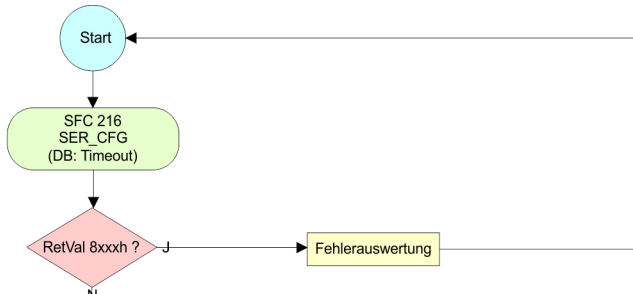 Start
SFC 216
SER_CFG
(DB: Timeout)
RetVal 8xxxh ?
J
Fehlerauswertung
N